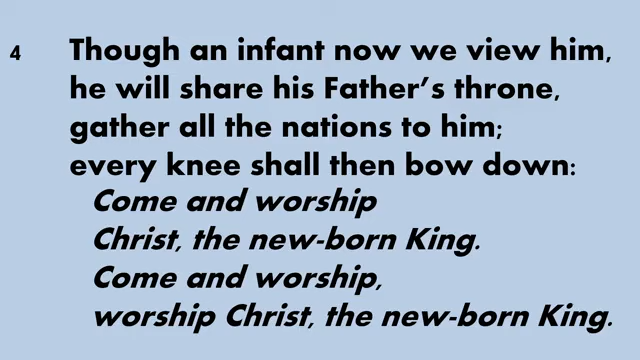 4 Though an infant now we view him,
he will share his Father's throne,
gather all the nations to him;
every knee shall then bow down:
Come and worship
Christ, the new-born King.
Come and worship,
worship Christ, the new-born King.